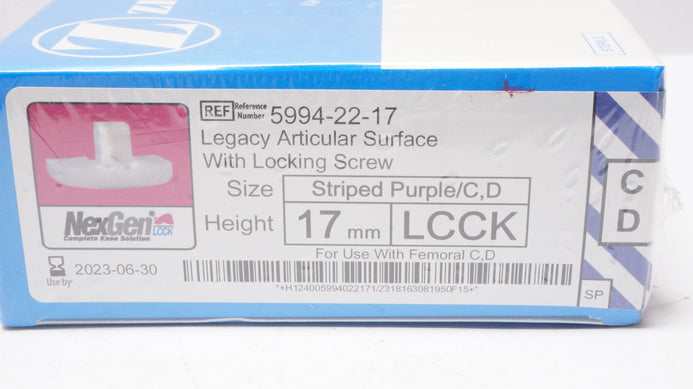 REF Reference Number 5994-22-17
Legacy Articular Surface
With Locking Screw
Size Striped Purple/C,D
Height 17 mm LCCK
For Use With Femoral C,D
NexGen LCCK
Complete Knee Solution
Use by: 2023-06-30
*+H124005994022171/2318163081950F15+*
C
D
SP
STERILE